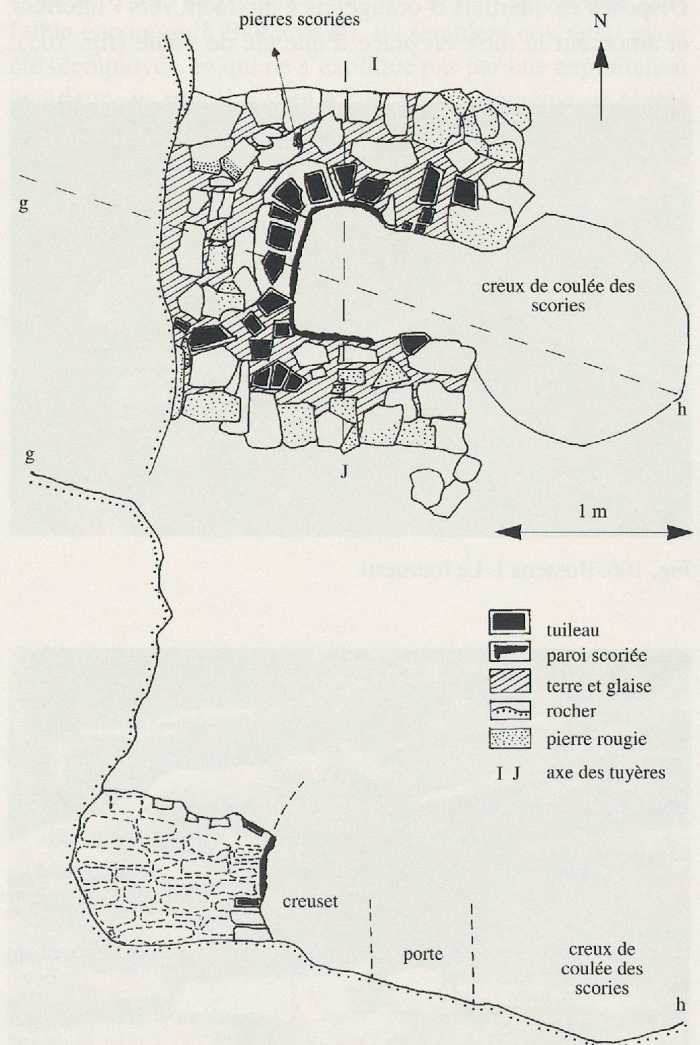 pierres scoriées
I
N
g
creux de coulée des
scories
h
J
g
1 m
tuileau
paroi scoriée
terre et glaise
rocher
pierre rougie
I J axe des tuyères
creuset
porte
creux de
coulée des
scories
h